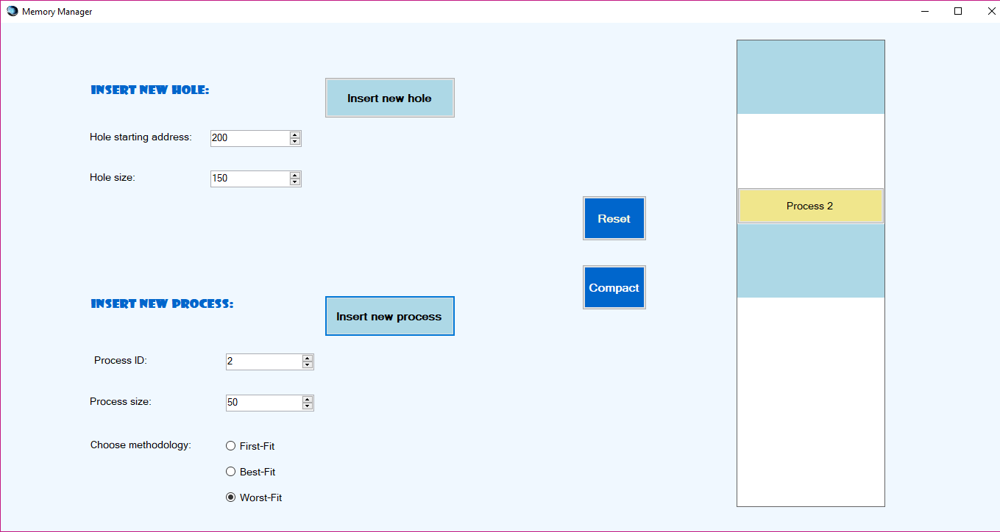 Memory Manager
INSERT NEW HOLE:
Insert new hole
Hole starting address: 200
Hole size: 150
Reset
Compact
Process 2
INSERT NEW PROCESS:
Insert new process
Process ID: 2
Process size: 50
Choose methodology:
First-Fit
Best-Fit
Worst-Fit